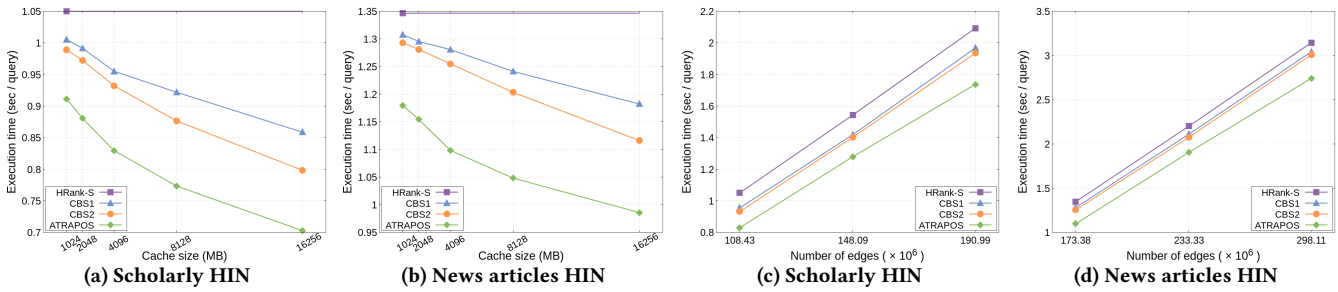 Execution time (sec / query)
1.05
1
0.95
0.9
0.85
0.8
0.75
0.7
HRank-S
CBS1
CBS2
ATRAPOS
1024
2048
4096
8128
16256
Cache size (MB)
(a) Scholarly HIN
Execution time (sec / query)
1.35
1.3
1.25
1.2
1.15
1.1
1.05
1
0.95
HRank-S
CBS1
CBS2
ATRAPOS
1024
2048
4096
8128
16256
Cache size (MB)
(b) News articles HIN
Execution time (sec / query)
2.2
2
1.8
1.6
1.4
1.2
1
0.8
HRank-S
CBS1
CBS2
ATRAPOS
108.43
148.09
190.99
Number of edges ( × 10⁶ )
(c) Scholarly HIN
Execution time (sec / query)
3.5
3
2.5
2
1.5
1
HRank-S
CBS1
CBS2
ATRAPOS
173.38
233.33
298.11
Number of edges ( × 10⁶ )
(d) News articles HIN